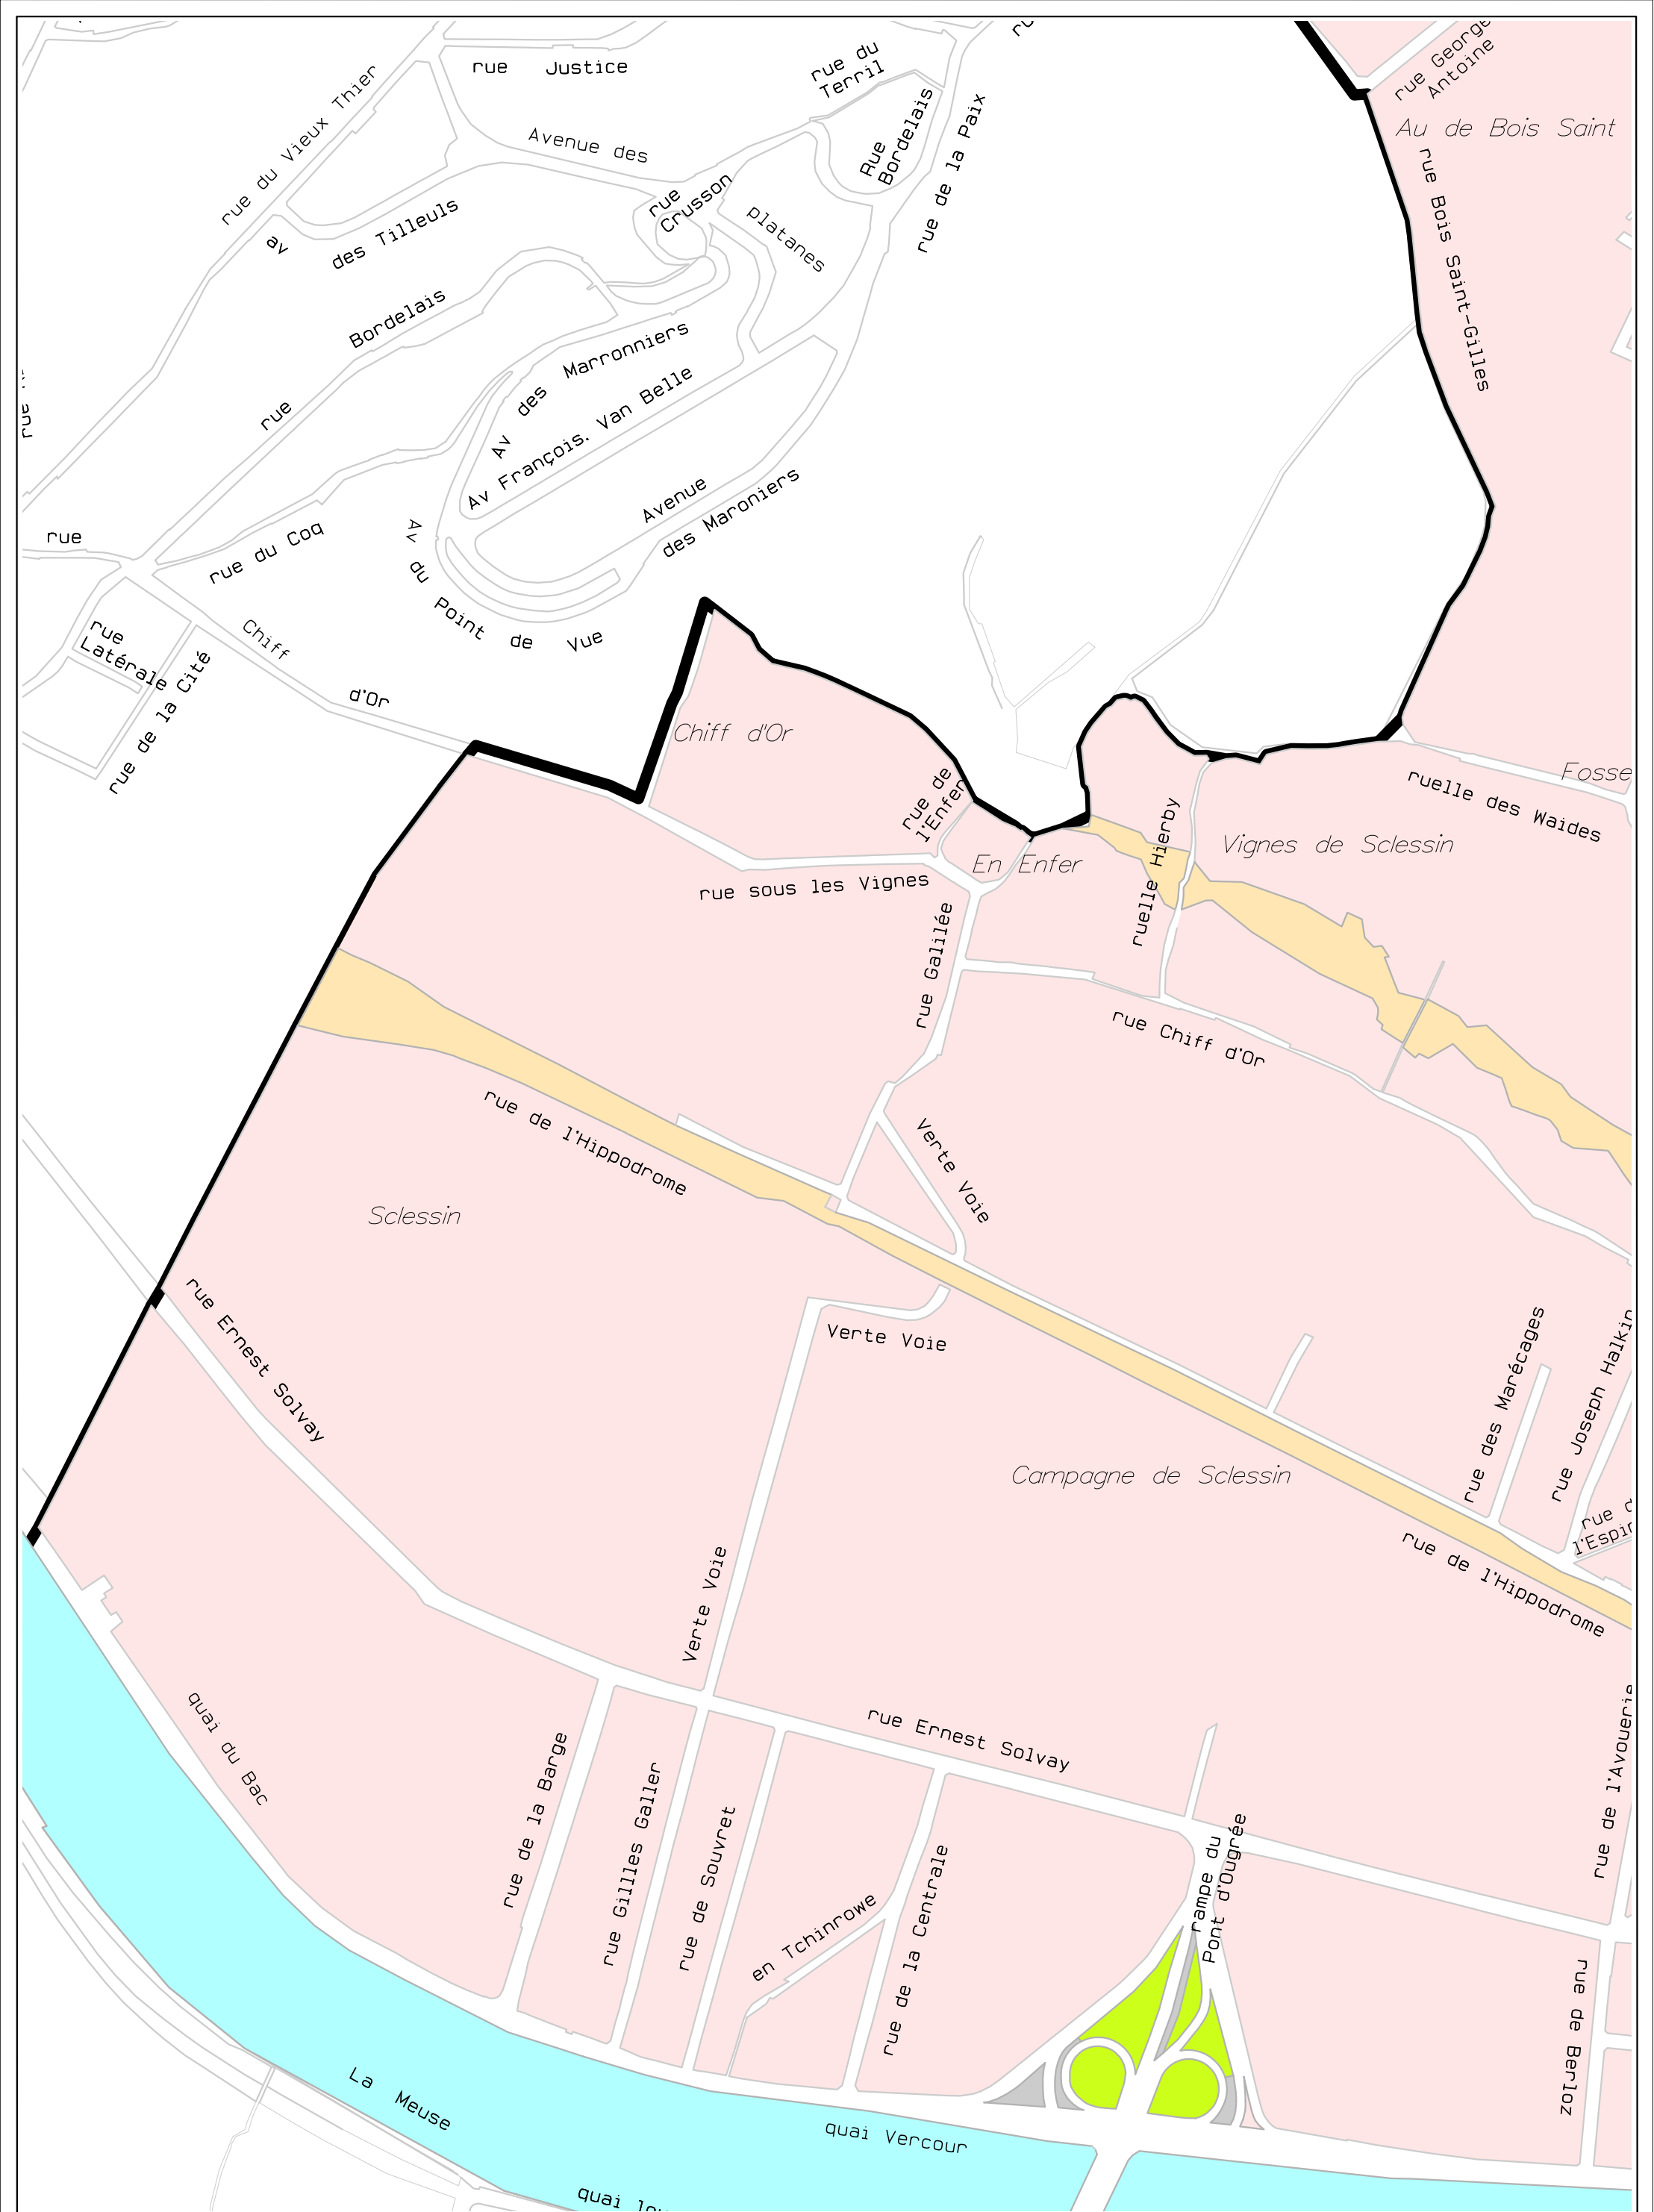 rue Justice
rue du
Terril
rue George
Antoine
rue du Vieux Thier
Avenue des
platanes
Rue
Bordelais
rue de la Paix
Au de Bois Saint
rue
Crusson
av
des Tilleuls
rue Bois Saint-Gilles
rue
Bordelais
Av des Marronniers
Av François. Van Belle
Avenue
des Maroniers
rue
rue du Coq
Av du Point de Vue
rue
Latérale
rue de la Cité
Chiff
d'Or
Chiff d'Or
rue de
l'Enfer
En Enfer
ruelle Hierby
Vignes de Sclessin
ruelle des Waides
Fosse
rue sous les Vignes
rue Galilée
rue Chiff d'Or
rue de l'Hippodrome
Verte Voie
Sclessin
rue Ernest Solvay
Verte Voie
rue des Marécages
rue Joseph Halkin
Campagne de Sclessin
rue d
l'Espir
rue de l'Hippodrome
Verte Voie
quai du Bac
rue Ernest Solvay
rue de l'Avouerie
rue de la Barge
rue Gillles Galler
rue de Souvret
en Tchinrowe
rue de la Centrale
rampe du
Pont d'Ougrée
rue de Berloz
La Meuse
quai Vercour
quai